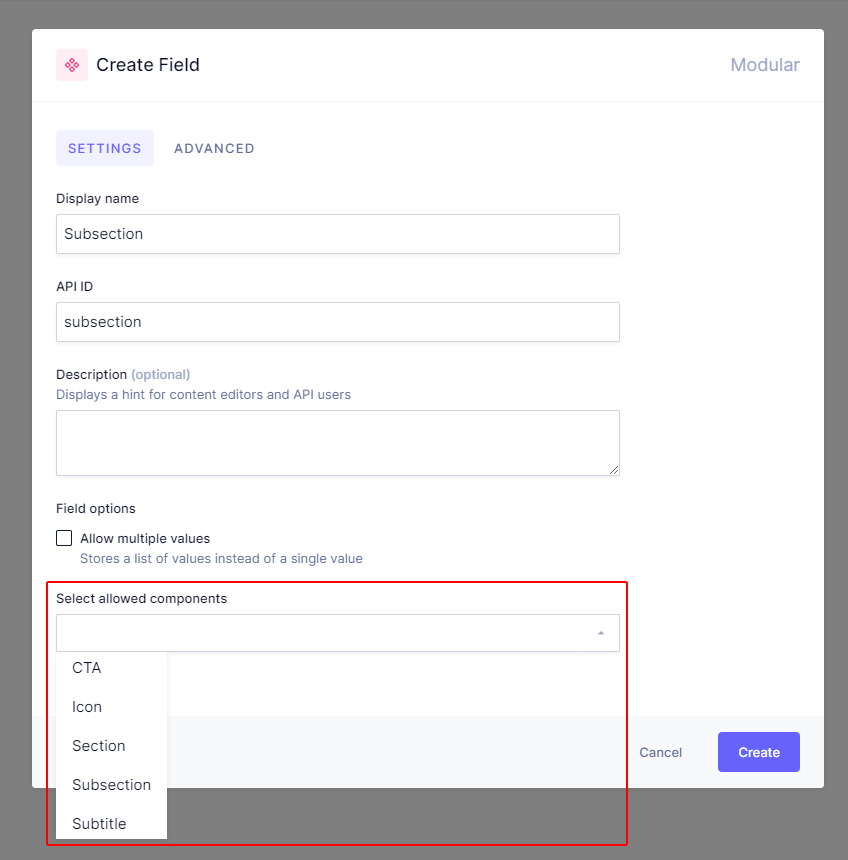 Create Field
Modular
SETTINGS
ADVANCED
Display name
Subsection
API ID
subsection
Description (optional)
Displays a hint for content editors and API users
Field options
Allow multiple values
Stores a list of values instead of a single value
Select allowed components
CTA
Icon
Section
Subsection
Subtitle
Cancel
Create